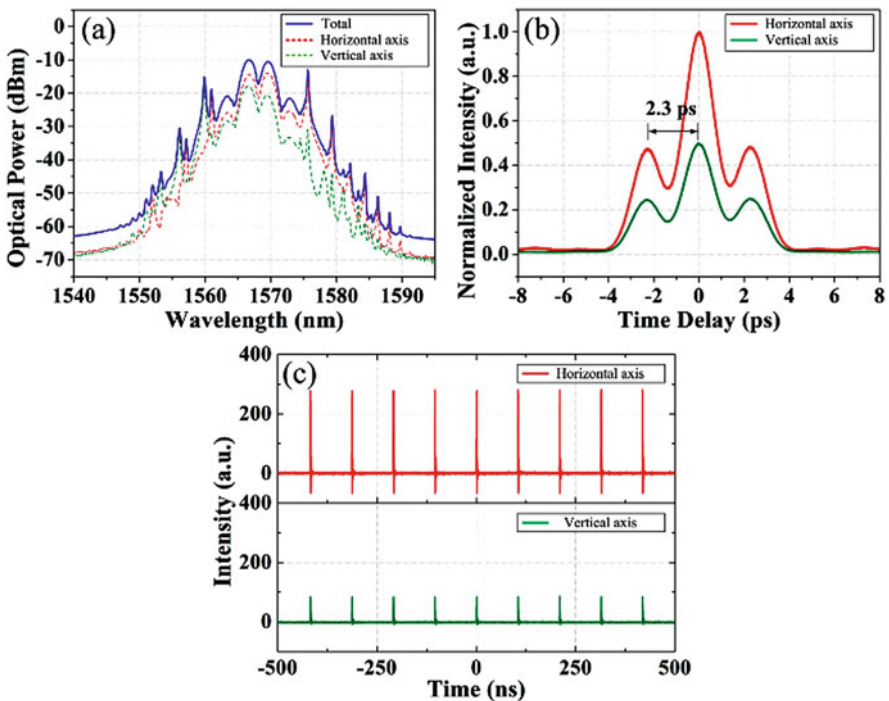 (a)
Total
Horizontal axis
Vertical axis
Optical Power (dBm)
0
-10
-20
-30
-40
-50
-60
-70
1540 1550 1560 1570 1580 1590
Wavelength (nm)
(b)
Horizontal axis
Vertical axis
2.3 ps
Normalized Intensity (a.u.)
1.0
0.8
0.6
0.4
0.2
0.0
-8 -6 -4 -2 0 2 4 6 8
Time Delay (ps)
(c)
Horizontal axis
Vertical axis
Intensity (a.u.)
400
200
0
400
200
0
-500 -250 0 250 500
Time (ns)